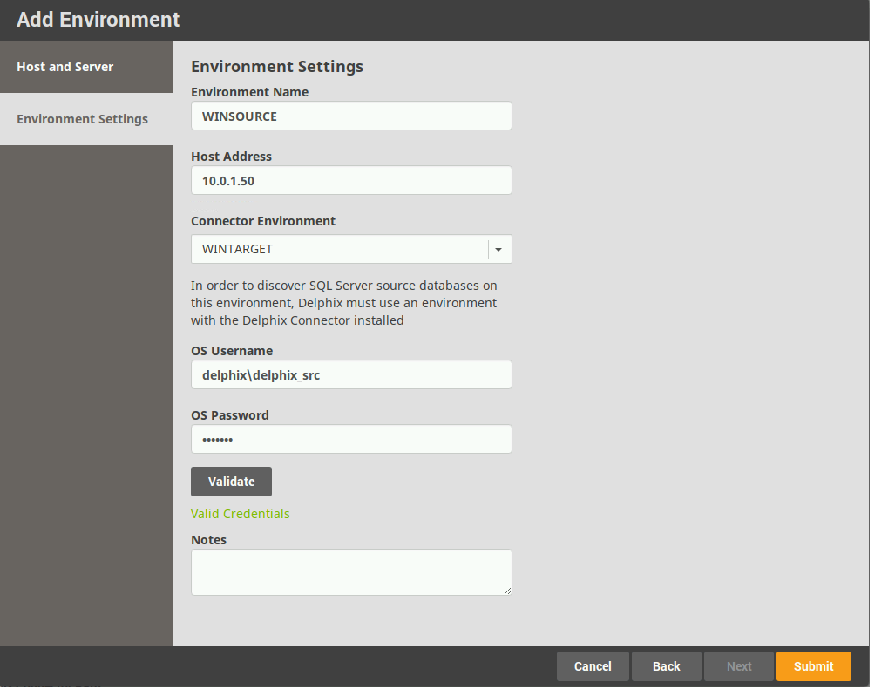 Add Environment
Host and Server
Environment Settings
Environment Settings
Environment Name
WINSOURCE
Host Address
10.0.1.50
Connector Environment
WINTARGET
In order to discover SQL Server source databases on
this environment, Delphix must use an environment
with the Delphix Connector installed
OS Username
delphix\delphix_src
OS Password
•••••••
Validate
Valid Credentials
Notes
Cancel
Back
Next
Submit